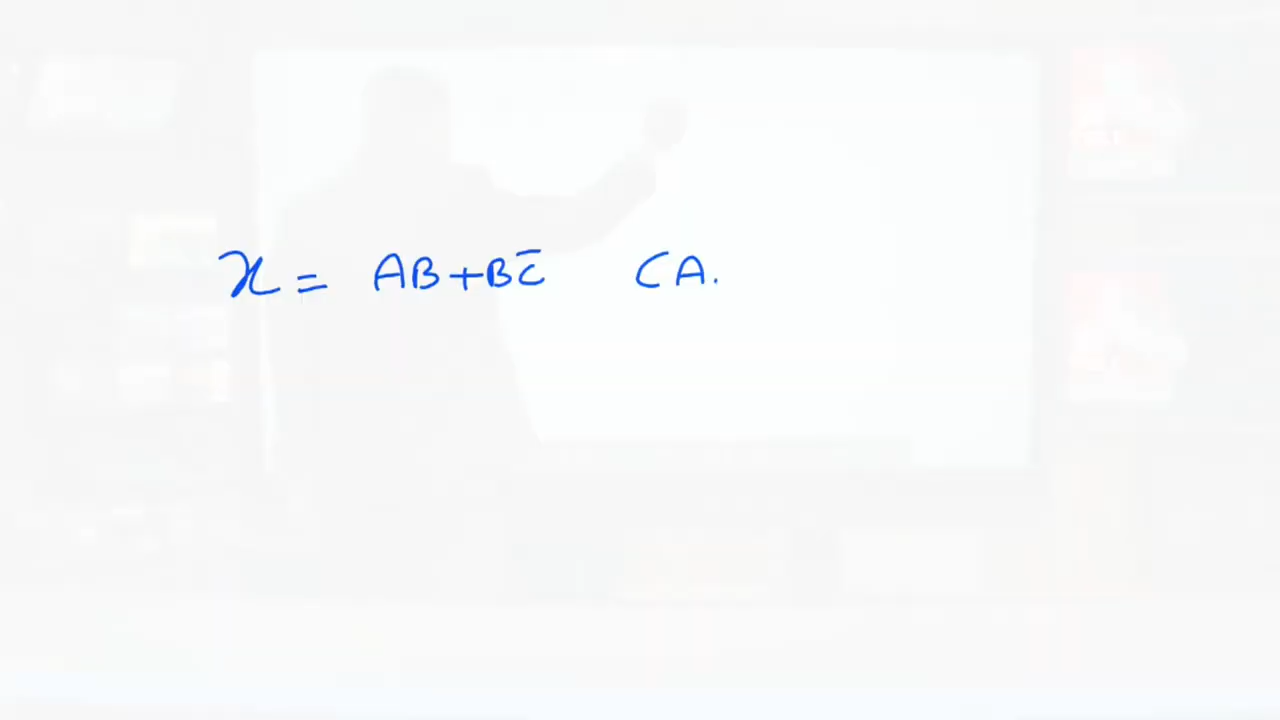 x = AB+BC̄ CA.